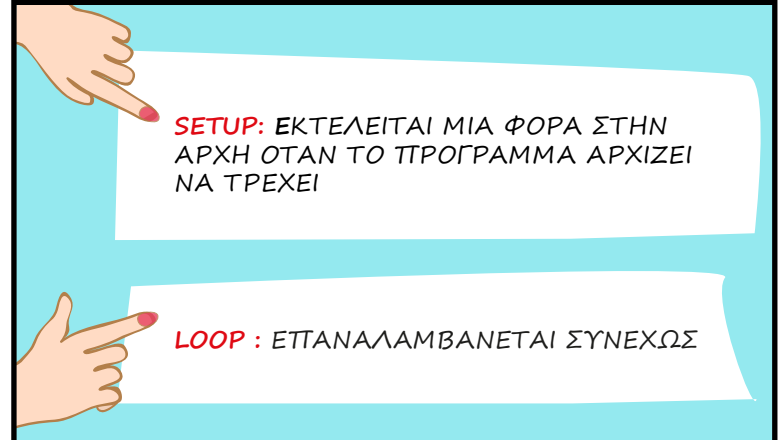 SETUP: ΕΚΤΕΛΕΙΤΑΙ ΜΙΑ ΦΟΡΑ ΣΤΗΝ
ΑΡΧΗ ΟΤΑΝ ΤΟ ΠΡΟΓΡΑΜΜΑ ΑΡΧΙΖΕΙ
ΝΑ ΤΡΕΧΕΙ
LOOP : ΕΠΑΝΑΛΑΜΒΑΝΕΤΑΙ ΣΥΝΕΧΩΣ